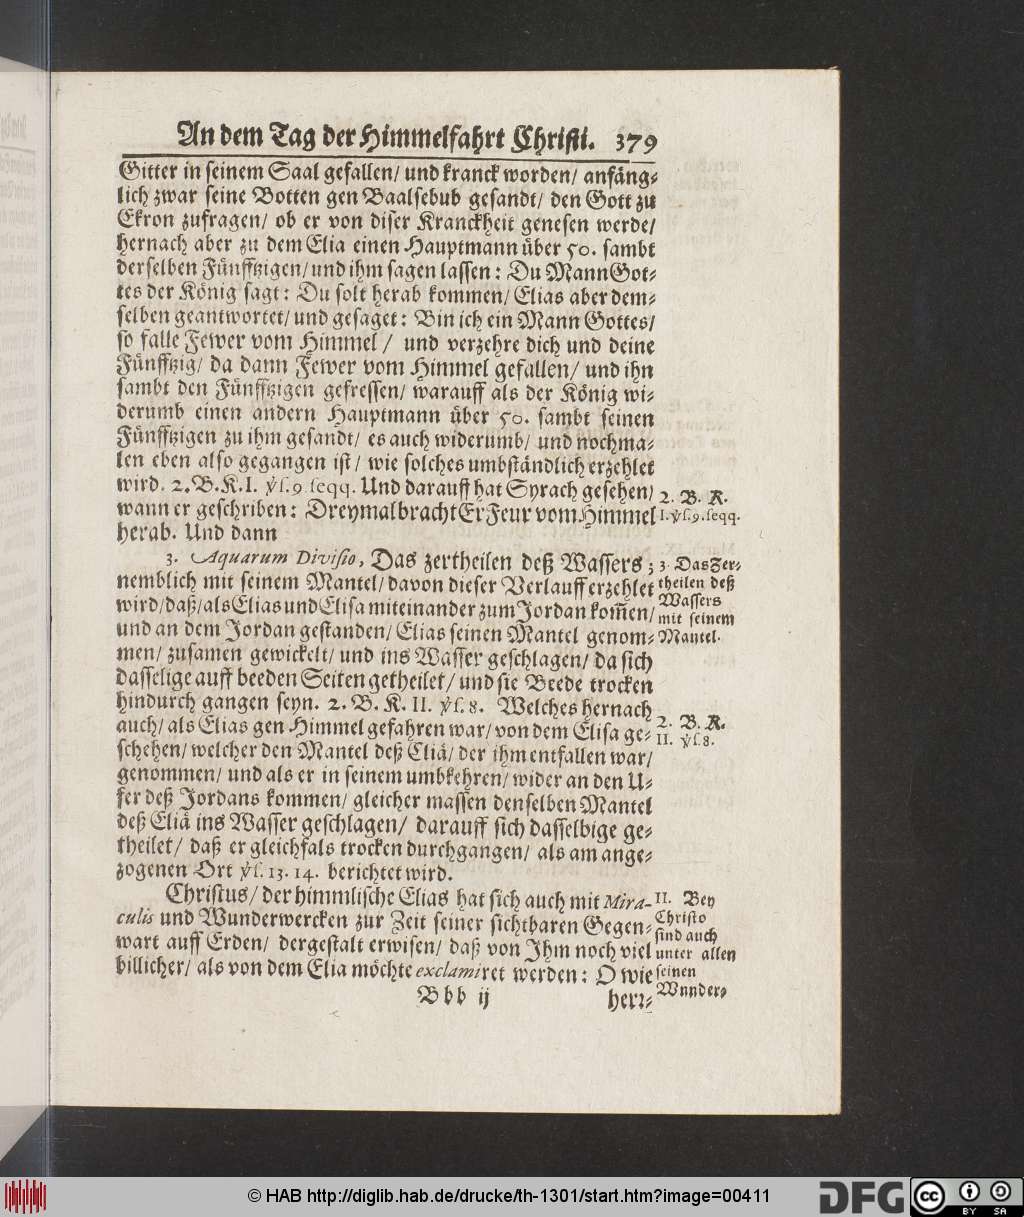 An dem Tag der Himmelfahrt Christi. 379
Gitter in seinem Saal gefallen/ und kranck worden/ anfäng-
lich zwar seine Botten gen Baalsebub gesandt/ den Gott zu
Ekron zufragen/ ob er von diser Kranckheit genesen werde/
hernach aber zu dem Elia einen Hauptmann über 50. sambt
derselben Fünfftzigen/ und ihm sagen lassen: Du Mann Got-
tes der König sagt: Du solt herab kommen/ Elias aber dem-
selben geantwortet/ und gesaget: Bin ich ein Mann Gottes/
so falle Fewer vom Himmel/ und verzehre dich und deine
Fünfftzig/ da dann Fewer vom Himmel gefallen/ und ihn
sambt den Fünfftzigen gefressen/ warauff als der König wi-
derumb einen andern Hauptmann über 50. sambt seinen
Fünfftzigen zu ihm gesandt/ es auch widerumb/ und nochma-
len eben also gegangen ist/ wie solches umbständlich erzehlet
wird. 2. B. K. I. ỳs. 9 seqq. Und darauff hat Syrach gesehen/
wann er geschriben: Dreymal bracht Er Feur vom Himmel
herab. Und dann
2. B. K.
I. ỳs. 9. seqq.
3. Aquarum Divisio, Das zertheilen deß Wassers;
nemblich mit seinem Mantel/ davon dieser Verlauff erzehlet
wird/ daß/ als Elias und Elisa miteinander zum Jordan kom̃en/
und an dem Jordan gestanden/ Elias seinen Mantel genom-
men/ zusamen gewickelt/ und ins Wasser geschlagen/ da sich
dasselige auff beeden Seiten getheilet/ und sie Beede trocken
hindurch gangen seyn. 2. B. K. II. ỳs. 8. Welches hernach
auch/ als Elias gen Himmel gefahren war/ von dem Elisa ge-
schehen/ welcher den Mantel deß Eliä/ der ihm entfallen war/
genommen/ und als er in seinem umbkehren/ wider an den U-
fer deß Jordans kommen/ gleicher massen denselben Mantel
deß Eliä ins Wasser geschlagen/ darauff sich dasselbige ge-
theilet/ daß er gleichfals trocken durchgangen/ als am ange-
zogenen Ort ỳs. 13. 14. berichtet wird.
3. Das Zer-
theilen deß
Wassers
mit seinem
Mantel.
2. B. K.
II. ỳs. 8.
Christus/ der himmlische Elias hat sich auch mit Mira-
culis und Wunderwercken zur Zeit seiner sichtbaren Gegen-
wart auff Erden/ dergestalt erwisen/ daß von Ihm noch viel
billicher/ als von dem Elia möchte exclamiret werden: O wie
II. Bey
Christo
sind auch
unter allen
seinen
Wunder-
Bbb ij
herr-
© HAB http://diglib.hab.de/drucke/th-1301/start.htm?image=00411
DFG
cc
BY SA